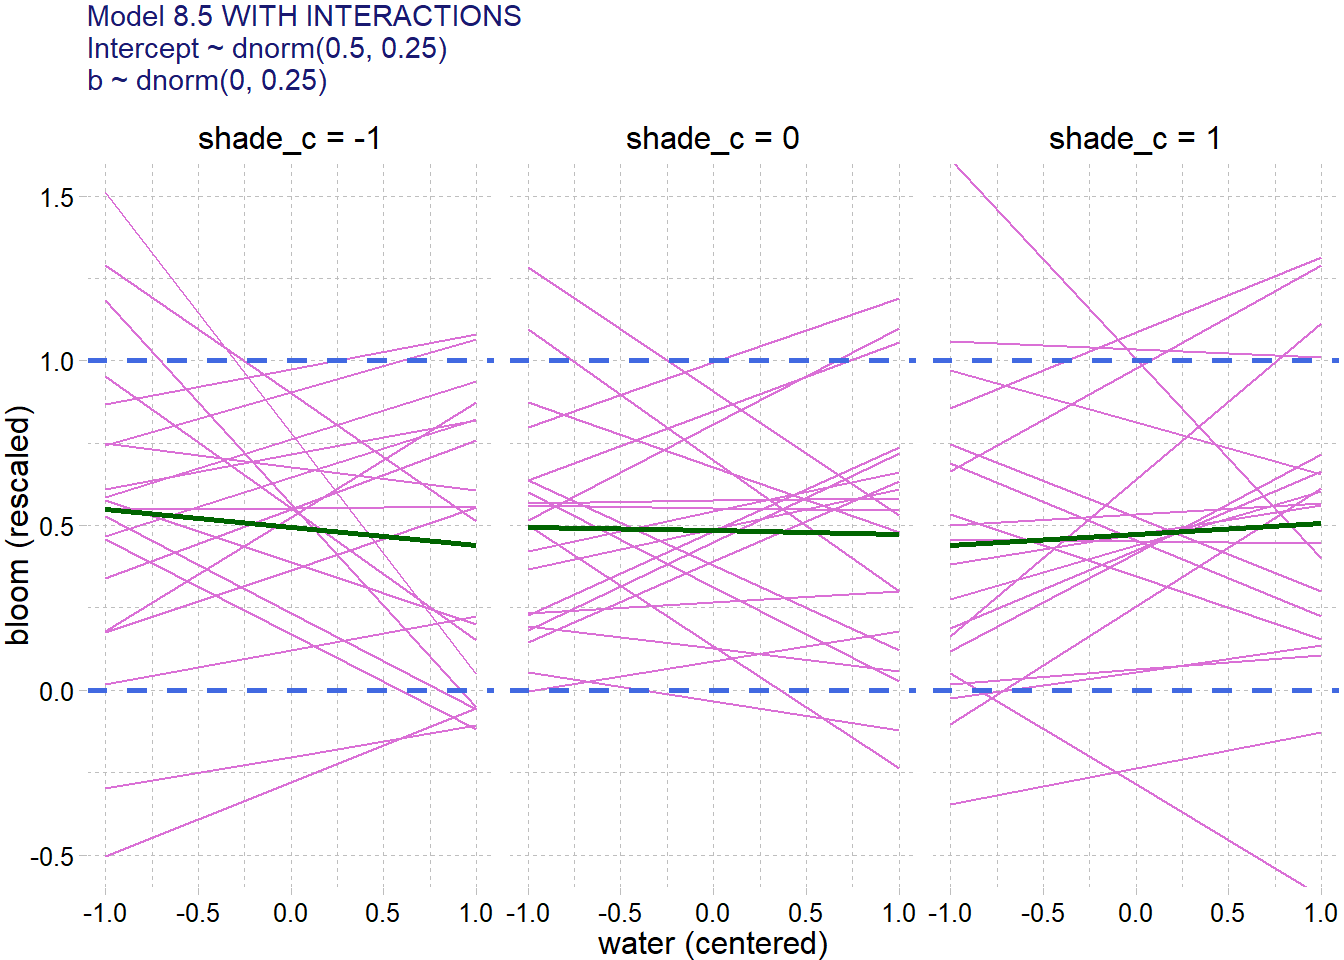 Model 8.5 WITH INTERACTIONS
Intercept ~ dnorm(0.5, 0.25)
b ~ dnorm(0, 0.25)
shade_c = -1
shade_c = 0
shade_c = 1
bloom (rescaled)
1.5
1.0
0.5
0.0
-0.5
-1.0 -0.5 0.0 0.5 1.0
-1.0 -0.5 0.0 0.5 1.0
-1.0 -0.5 0.0 0.5 1.0
water (centered)